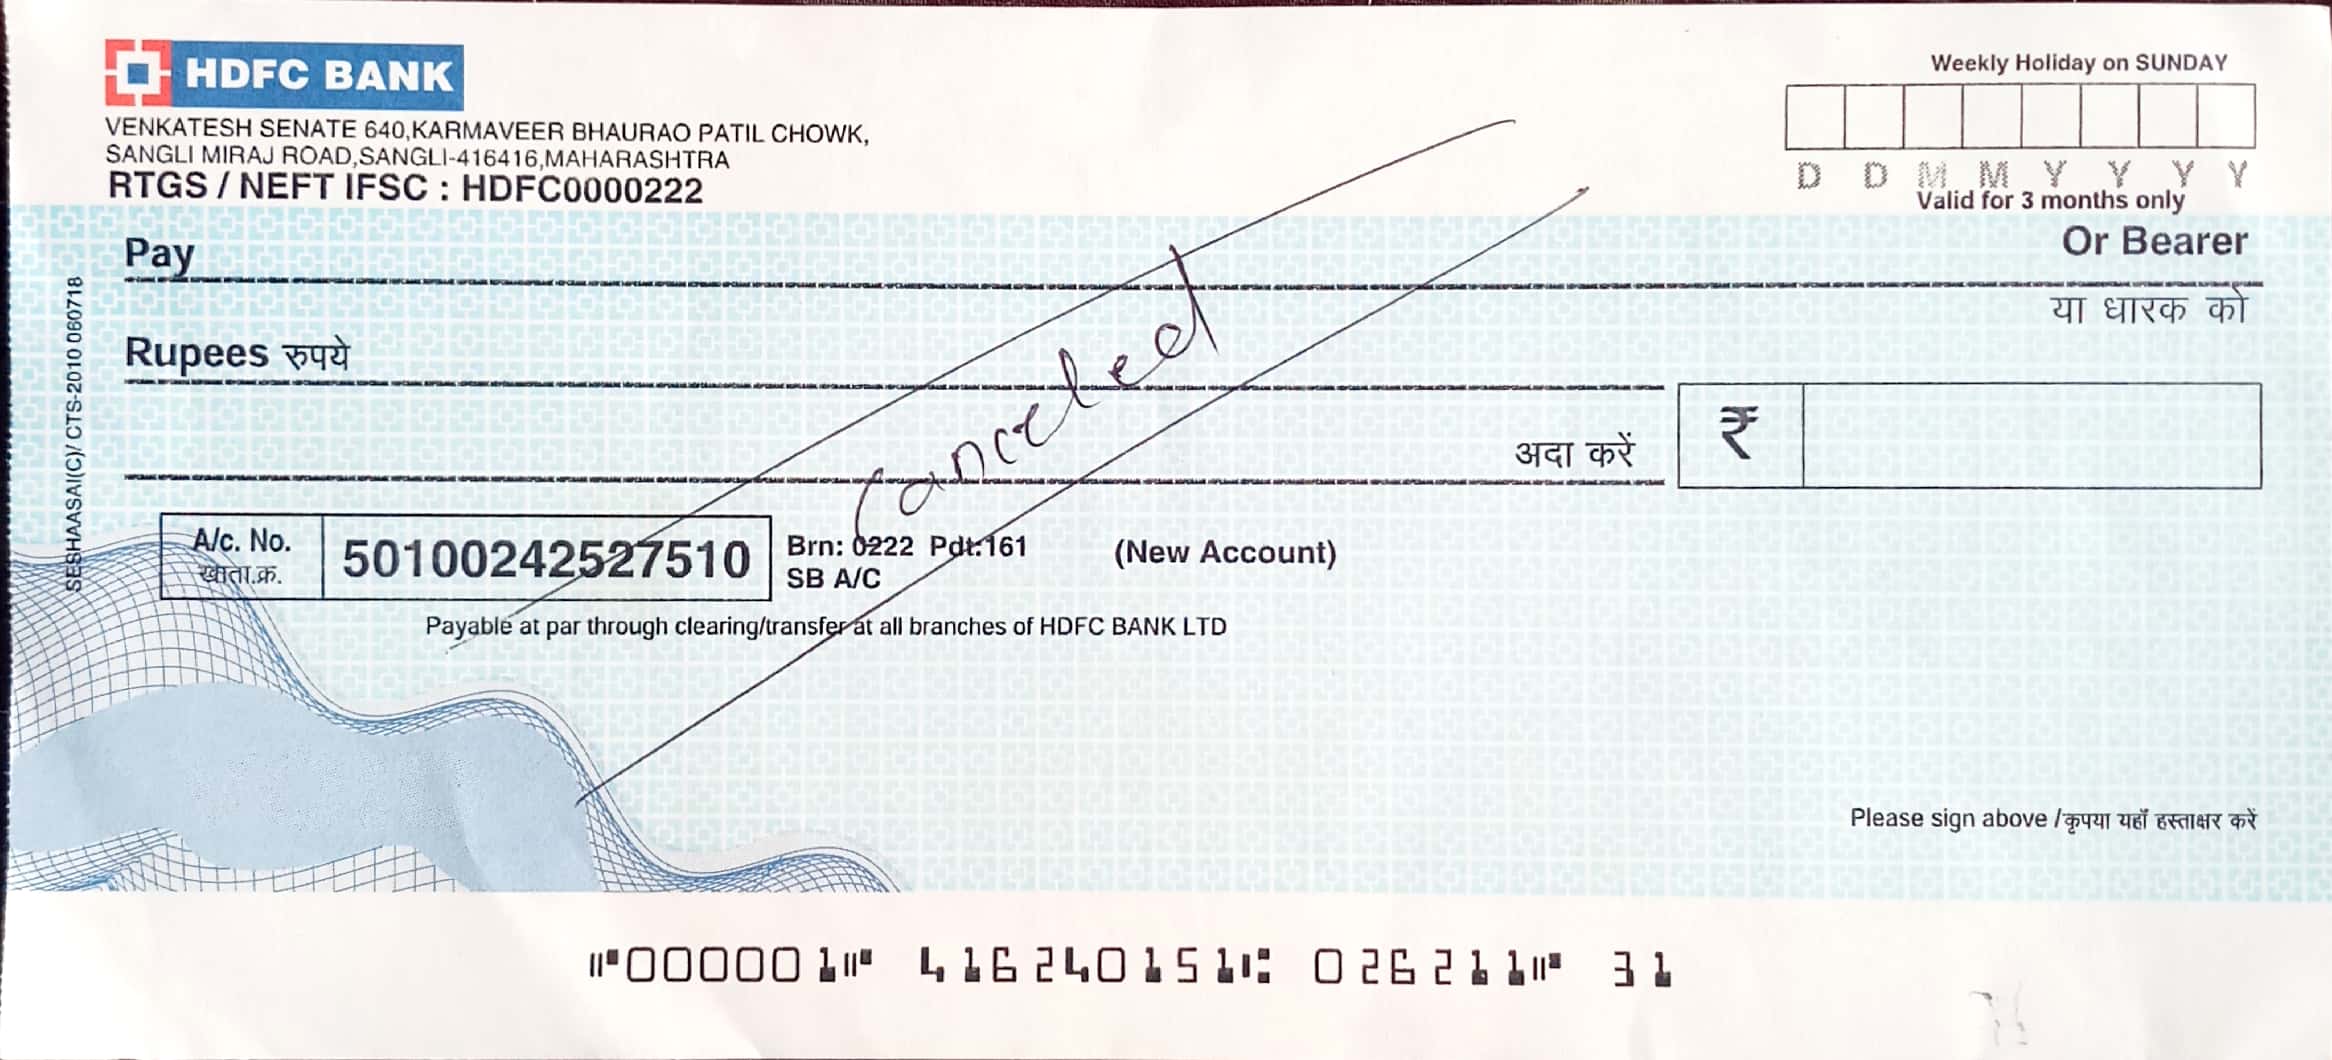 HDFC BANK
VENKATESH SENATE 640,KARMAVEER BHAURAO PATIL CHOWK,
SANGLI MIRAJ ROAD,SANGLI-416416,MAHARASHTRA
RTGS / NEFT IFSC : HDFC0000222
Weekly Holiday on SUNDAY
D D M M Y Y Y Y
Valid for 3 months only
Pay
Or Bearer
या धारक को
Rupees रुपये
अदा करें
₹
Cancelled
A/c. No.
खाता.क्र.
50100242527510
Brn: 0222 Pdt:161
SB A/C
(New Account)
Payable at par through clearing/transfer at all branches of HDFC BANK LTD
SESHAASAI(C)/ CTS-2010 060718
Please sign above /कृपया यहाँ हस्ताक्षर करें
⑈000001⑈ 416240151⑆ 026211⑈ 31